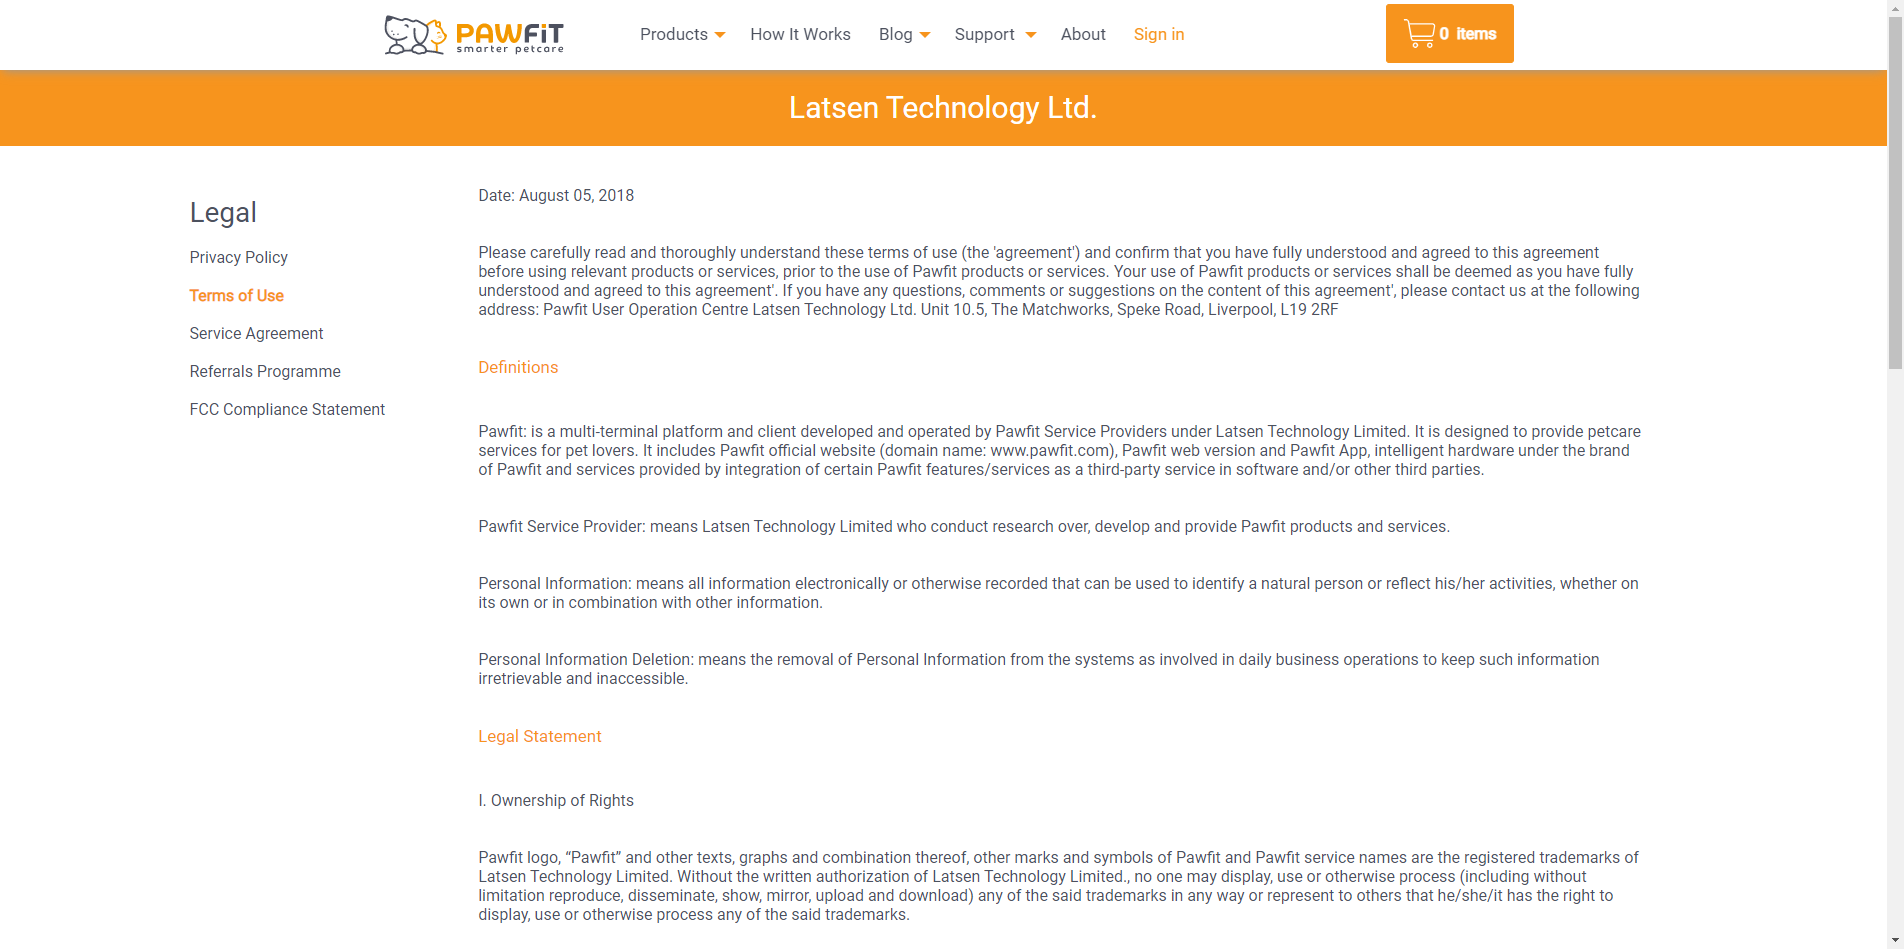 PAWFiT
smarter petcare
Products
How It Works
Blog
Support
About
Sign in
0 items
Latsen Technology Ltd.
Legal
Privacy Policy
Terms of Use
Service Agreement
Referrals Programme
FCC Compliance Statement
Date: August 05, 2018
Please carefully read and thoroughly understand these terms of use (the 'agreement') and confirm that you have fully understood and agreed to this agreement
before using relevant products or services, prior to the use of Pawfit products or services. Your use of Pawfit products or services shall be deemed as you have fully
understood and agreed to this agreement'. If you have any questions, comments or suggestions on the content of this agreement', please contact us at the following
address: Pawfit User Operation Centre Latsen Technology Ltd. Unit 10.5, The Matchworks, Speke Road, Liverpool, L19 2RF
Definitions
Pawfit: is a multi-terminal platform and client developed and operated by Pawfit Service Providers under Latsen Technology Limited. It is designed to provide petcare
services for pet lovers. It includes Pawfit official website (domain name: www.pawfit.com), Pawfit web version and Pawfit App, intelligent hardware under the brand
of Pawfit and services provided by integration of certain Pawfit features/services as a third-party service in software and/or other third parties.
Pawfit Service Provider: means Latsen Technology Limited who conduct research over, develop and provide Pawfit products and services.
Personal Information: means all information electronically or otherwise recorded that can be used to identify a natural person or reflect his/her activities, whether on
its own or in combination with other information.
Personal Information Deletion: means the removal of Personal Information from the systems as involved in daily business operations to keep such information
irretrievable and inaccessible.
Legal Statement
I. Ownership of Rights
Pawfit logo, “Pawfit” and other texts, graphs and combination thereof, other marks and symbols of Pawfit and Pawfit service names are the registered trademarks of
Latsen Technology Limited. Without the written authorization of Latsen Technology Limited., no one may display, use or otherwise process (including without
limitation reproduce, disseminate, show, mirror, upload and download) any of the said trademarks in any way or represent to others that he/she/it has the right to
display, use or otherwise process any of the said trademarks.